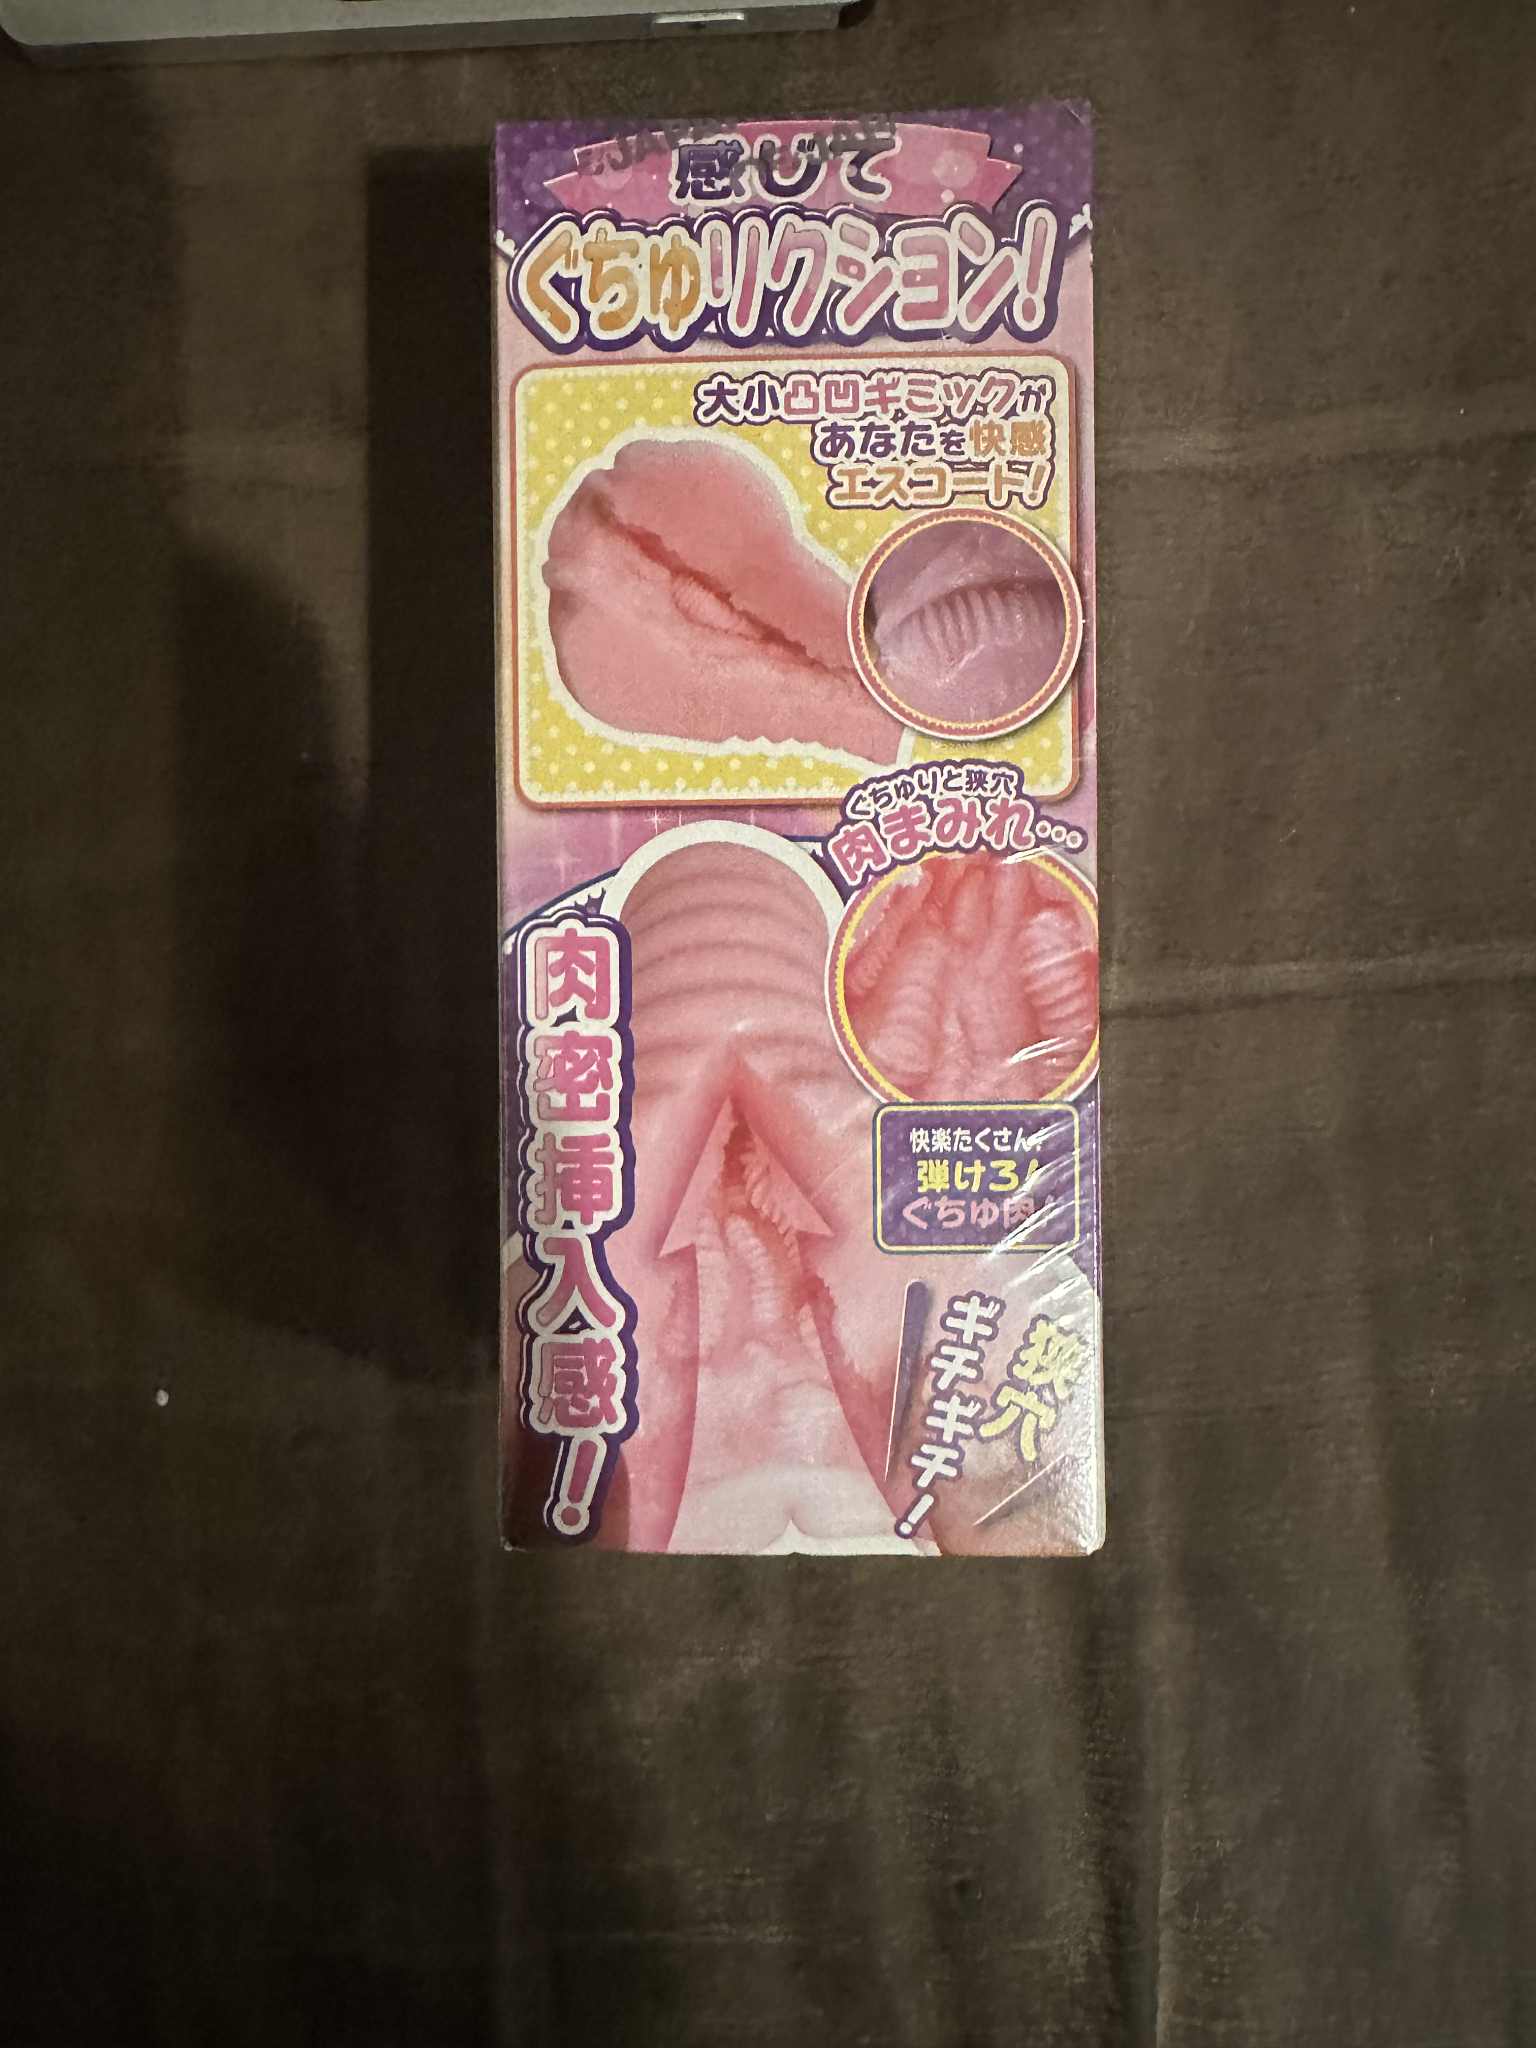 感じて
ぐちゅリクション!
大小凸凹ギミックが
あなたを快感
エスコート!
ぐちゅりと狭穴
肉まみれ…
肉密挿入感!
快楽たくさん!
弾けろ!
ぐちゅ肉!
狭穴
ギチギチ!